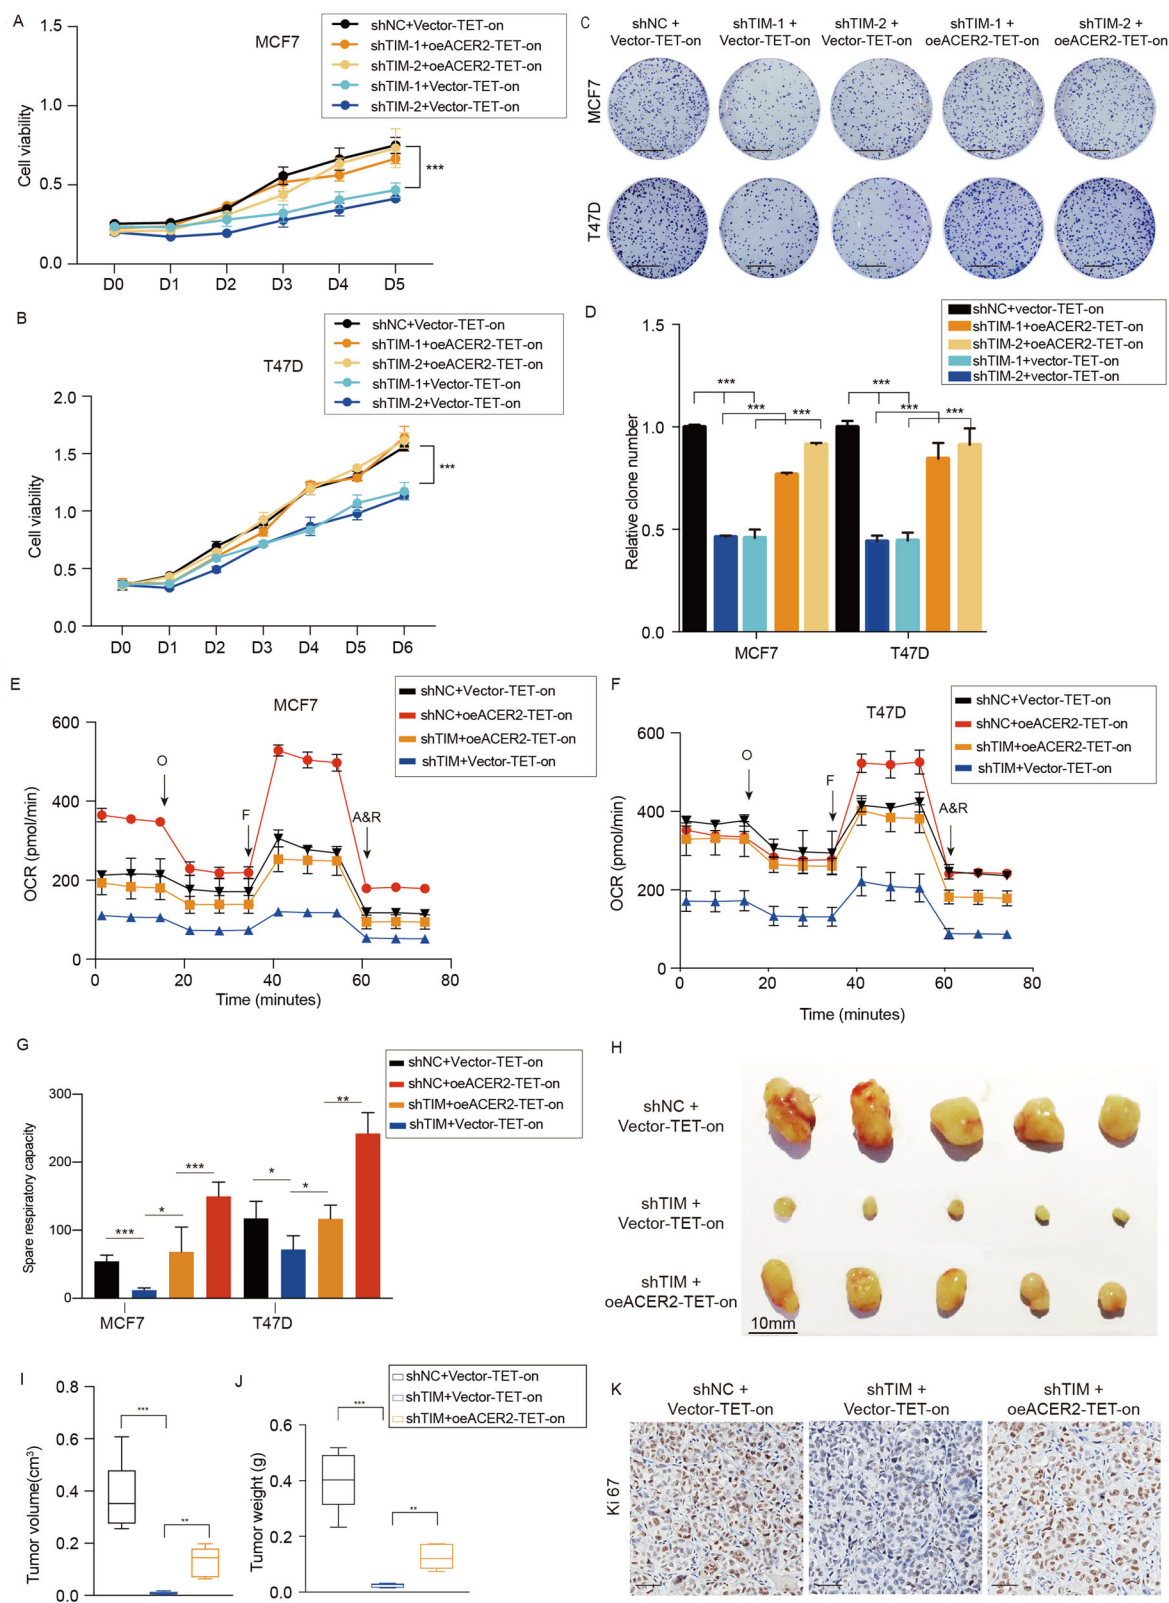 A
1.5
1.0
0.5
0.0
Cell viability
MCF7
shNC+Vector-TET-on
shTIM-1+oeACER2-TET-on
shTIM-2+oeACER2-TET-on
shTIM-1+Vector-TET-on
shTIM-2+Vector-TET-on
***
D0 D1 D2 D3 D4 D5
B
T47D
shNC+Vector-TET-on
shTIM-1+oeACER2-TET-on
shTIM-2+oeACER2-TET-on
shTIM-1+Vector-TET-on
shTIM-2+Vector-TET-on
2.0
1.5
1.0
0.5
0.0
Cell viability
***
D0 D1 D2 D3 D4 D5 D6
C
shNC + shTIM-1 + shTIM-2 + shTIM-1 + shTIM-2 +
Vector-TET-on Vector-TET-on Vector-TET-on oeACER2-TET-on oeACER2-TET-on
MCF7
T47D
D
shNC+vector-TET-on
shTIM-1+oeACER2-TET-on
shTIM-2+oeACER2-TET-on
shTIM-1+vector-TET-on
shTIM-2+vector-TET-on
1.5
1.0
0.5
0.0
Relative clone number
*** ***
*** *** *** ***
MCF7 T47D
E
MCF7
shNC+Vector-TET-on
shNC+oeACER2-TET-on
shTIM+oeACER2-TET-on
shTIM+Vector-TET-on
600
400
200
0
OCR (pmol/min)
O
F
A&R
0 20 40 60 80
Time (minutes)
F
T47D
shNC+Vector-TET-on
shNC+oeACER2-TET-on
shTIM+oeACER2-TET-on
shTIM+Vector-TET-on
600
400
200
0
OCR (pmol/min)
O
F
A&R
0 20 40 60 80
Time (minutes)
G
shNC+Vector-TET-on
shNC+oeACER2-TET-on
shTIM+oeACER2-TET-on
shTIM+Vector-TET-on
300
200
100
0
Spare respiratory capacity
*** * *** * * **
MCF7 T47D
H
shNC +
Vector-TET-on
shTIM +
Vector-TET-on
shTIM +
oeACER2-TET-on
10mm
I
0.8
0.6
0.4
0.2
0.0
Tumor volume(cm³)
***
**
J
shNC+Vector-TET-on
shTIM+Vector-TET-on
shTIM+oeACER2-TET-on
0.6
0.4
0.2
0.0
Tumor weight (g)
***
**
K
shNC + shTIM + shTIM +
Vector-TET-on Vector-TET-on oeACER2-TET-on
Ki 67